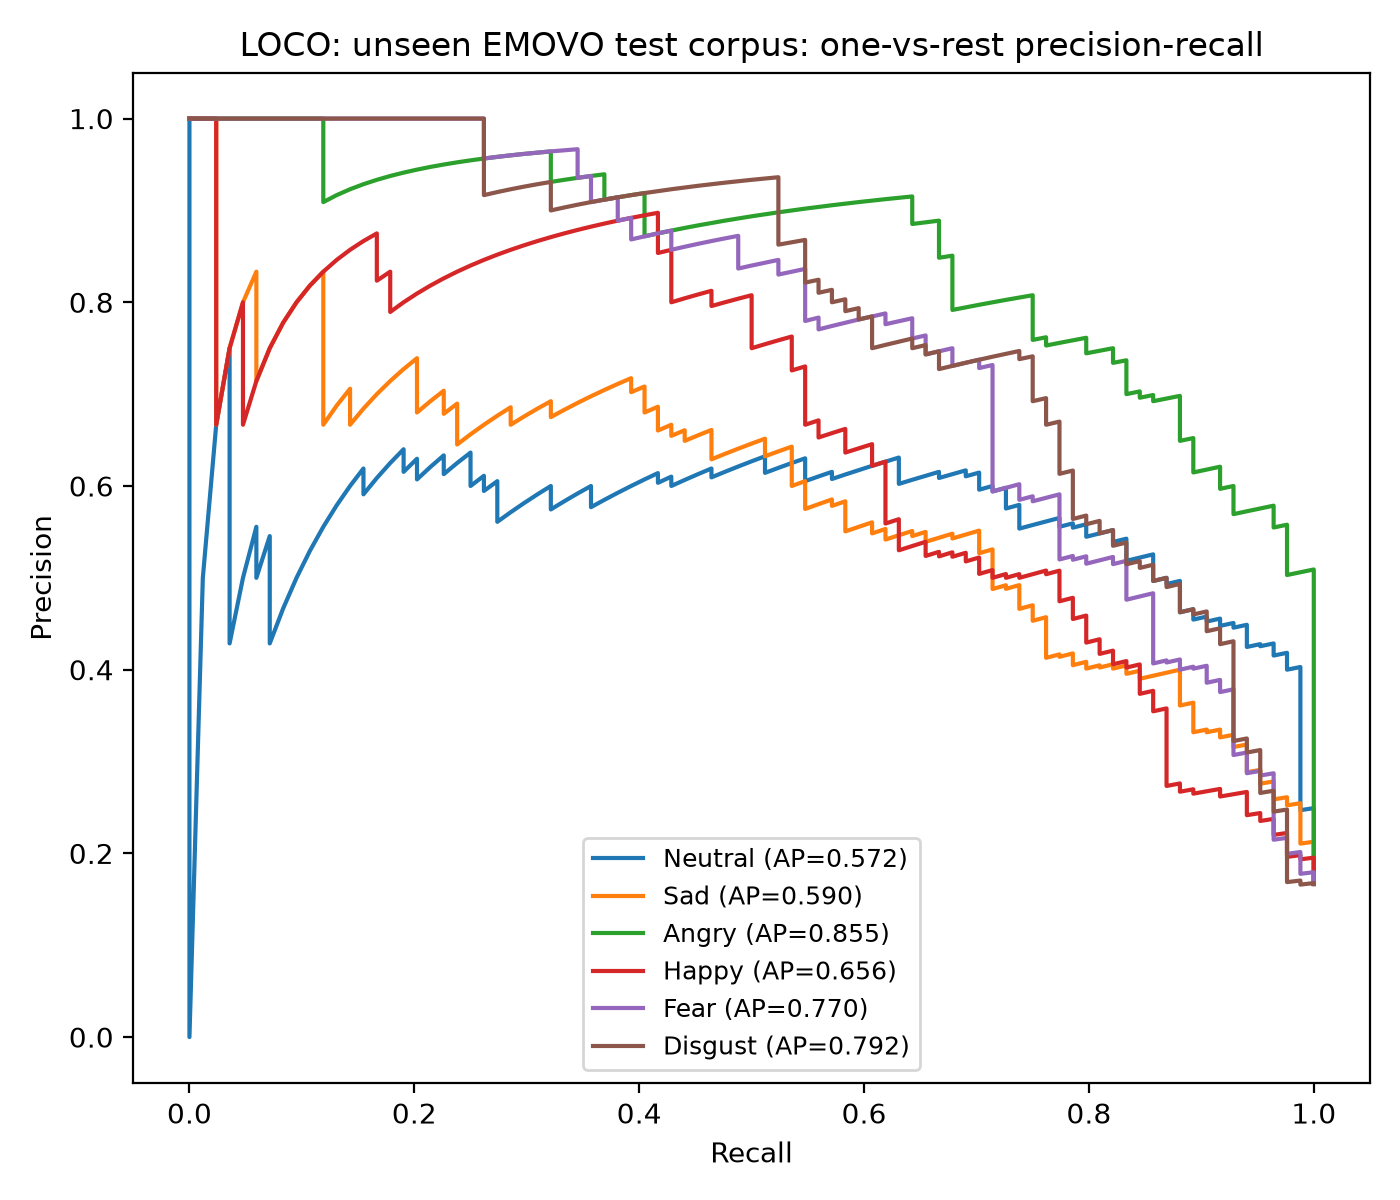 LOCO: unseen EMOVO test corpus: one-vs-rest precision-recall
1.0
0.8
0.6
0.4
0.2
0.0
Precision
Neutral (AP=0.572)
Sad (AP=0.590)
Angry (AP=0.855)
Happy (AP=0.656)
Fear (AP=0.770)
Disgust (AP=0.792)
0.0 0.2 0.4 0.6 0.8 1.0
Recall